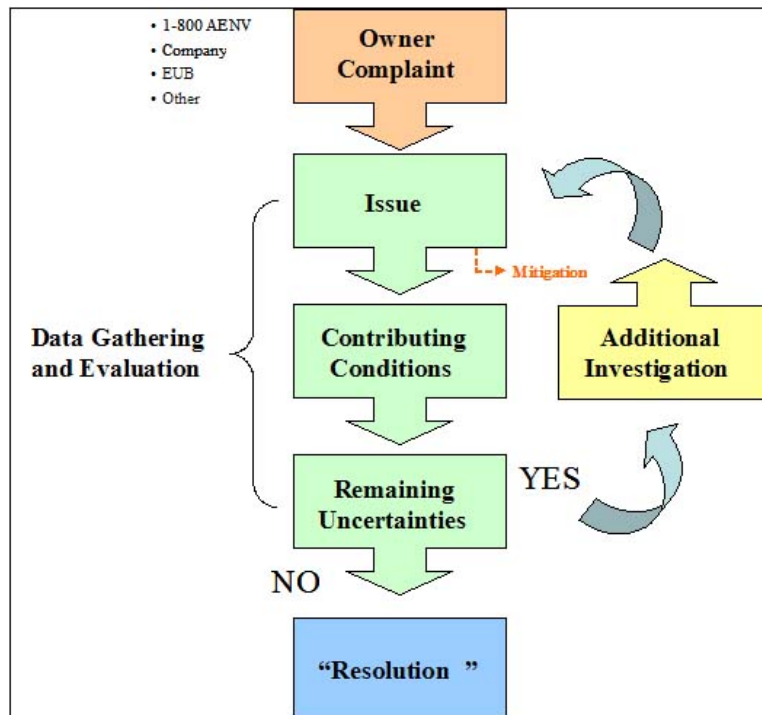 • 1-800 AENV
• Company
• EUB
• Other
Owner
Complaint
Issue
Mitigation
Data Gathering
and Evaluation
Contributing
Conditions
Additional
Investigation
Remaining
Uncertainties
YES
NO
“Resolution ”